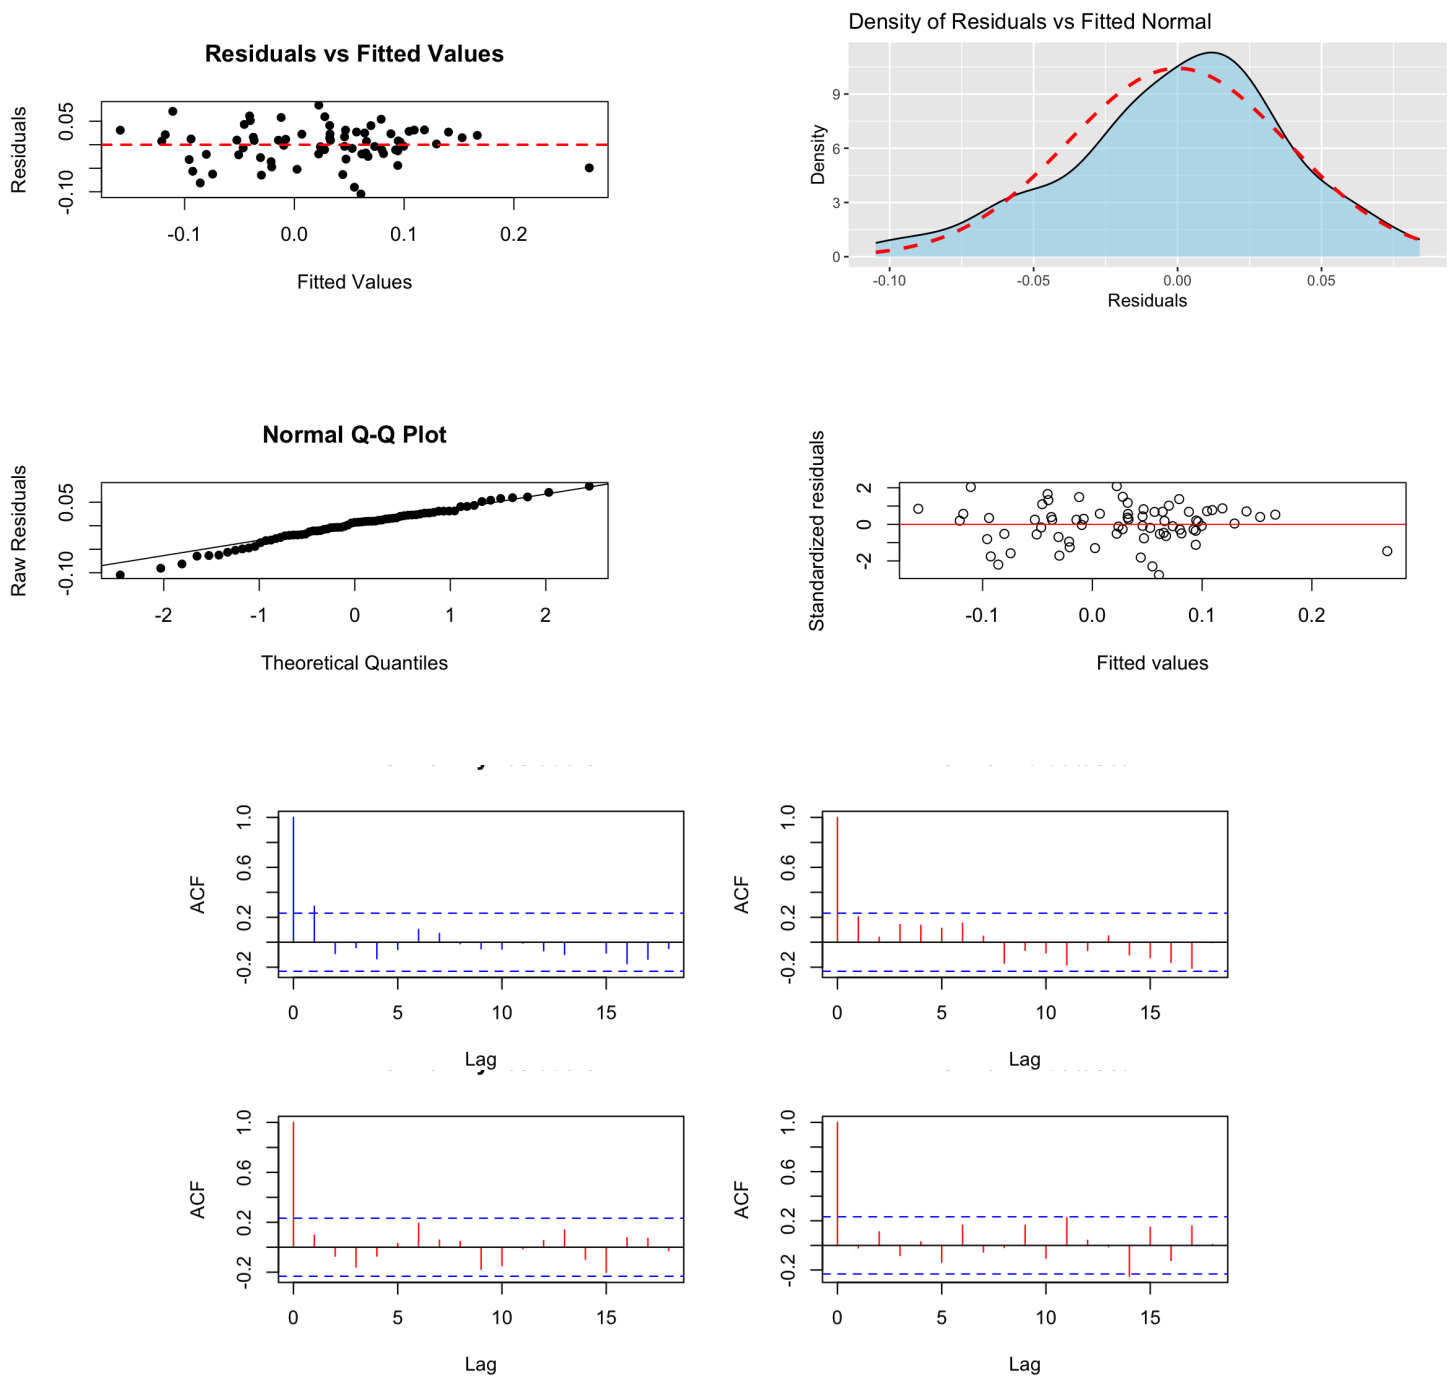 Residuals vs Fitted Values
Residuals
0.05
-0.10
-0.1 0.0 0.1 0.2
Fitted Values
Density of Residuals vs Fitted Normal
Density
9
6
3
0
-0.10 -0.05 0.00 0.05
Residuals
Normal Q-Q Plot
Raw Residuals
0.05
-0.10
-2 -1 0 1 2
Theoretical Quantiles
Standardized residuals
2
0
-2
-0.1 0.0 0.1 0.2
Fitted values
ACF
1.0
0.6
0.2
-0.2
0 5 10 15
Lag
ACF
1.0
0.6
0.2
-0.2
0 5 10 15
Lag
ACF
1.0
0.6
0.2
-0.2
0 5 10 15
Lag
ACF
1.0
0.6
0.2
-0.2
0 5 10 15
Lag